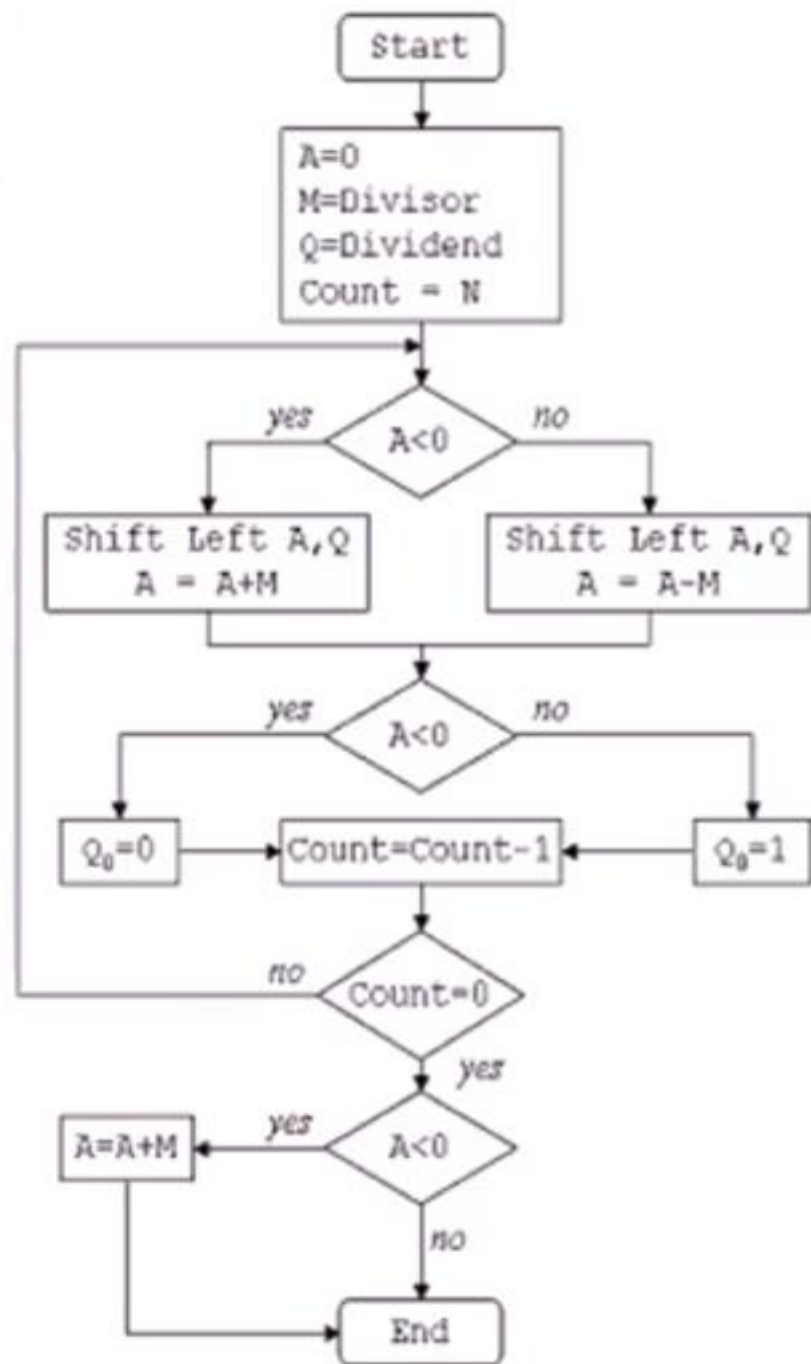 Start
A=0
M=Divisor
Q=Dividend
Count = N
yes
A<0
no
Shift Left A,Q
A = A+M
Shift Left A,Q
A = A-M
yes
A<0
no
Q₀=0
Count=Count-1
Q₀=1
no
Count=0
yes
A=A+M
yes
A<0
no
End